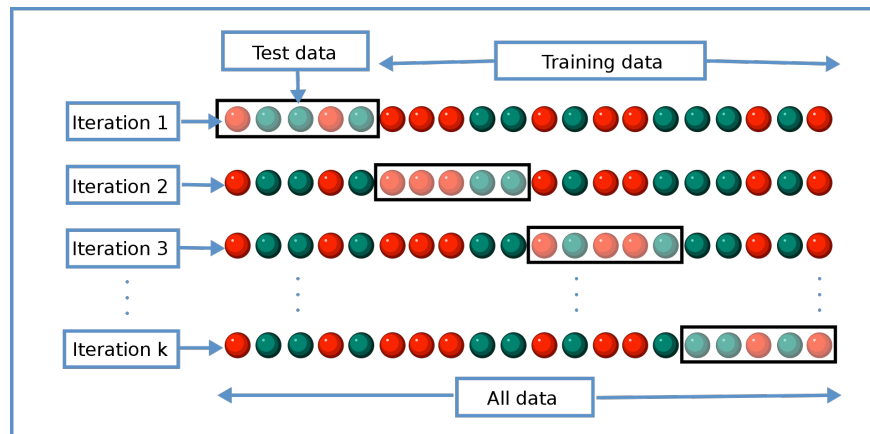 Test data
Training data
Iteration 1
Iteration 2
Iteration 3
Iteration k
All data